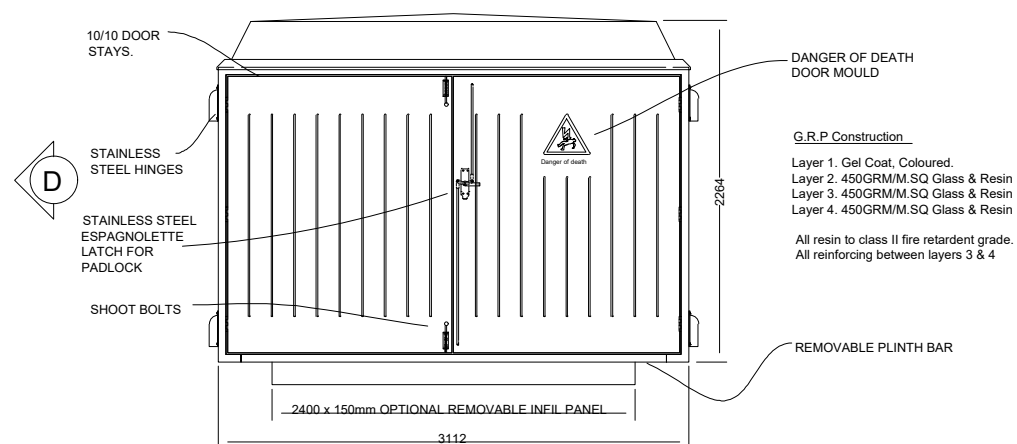 10/10 DOOR
STAYS.
STAINLESS
STEEL HINGES
D
STAINLESS STEEL
ESPAGNOLETTE
LATCH FOR
PADLOCK
SHOOT BOLTS
Danger of death
2400 x 150mm OPTIONAL REMOVABLE INFIL PANEL
3112
2264
DANGER OF DEATH
DOOR MOULD
G.R.P Construction
Layer 1. Gel Coat, Coloured.
Layer 2. 450GRM/M.SQ Glass & Resin
Layer 3. 450GRM/M.SQ Glass & Resin
Layer 4. 450GRM/M.SQ Glass & Resin
All resin to class II fire retardent grade.
All reinforcing between layers 3 & 4
REMOVABLE PLINTH BAR